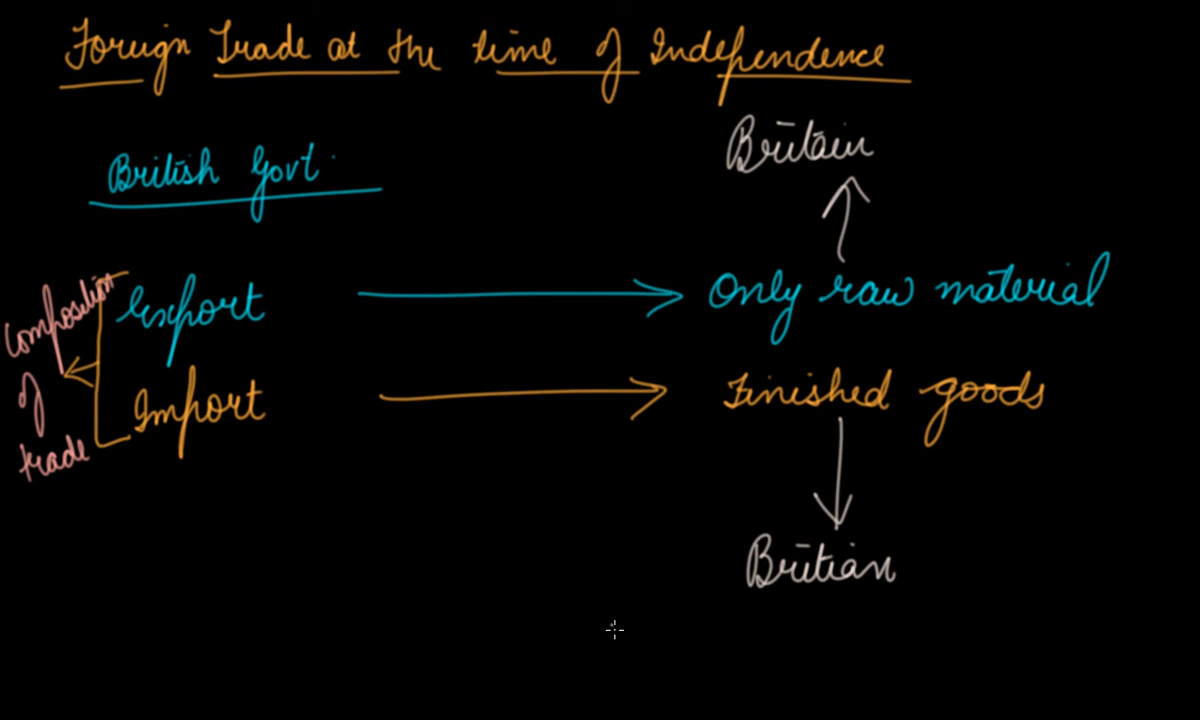 Foreign Trade at the time of Independence
Britain
British Govt.
Export Only raw material
Composition
of
trade
Import Finished goods
Britian